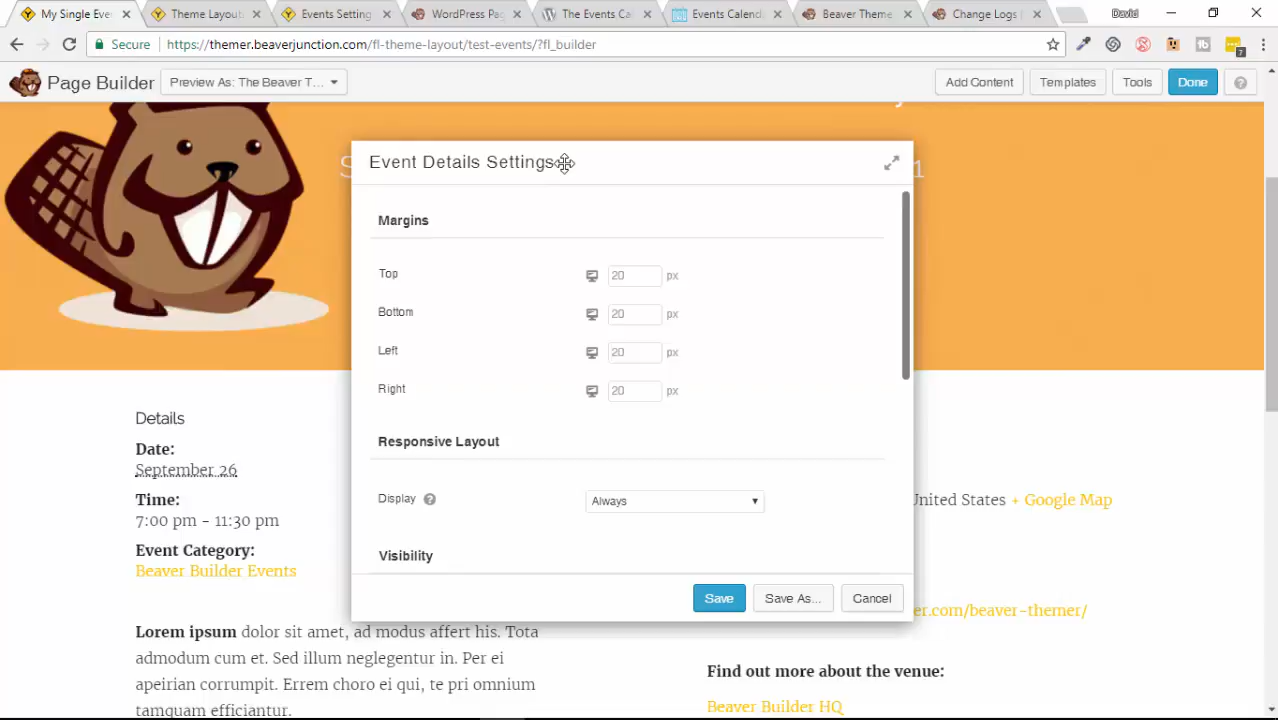 My Single Even
Theme Layout
Events Setting
WordPress Pag
The Events Ca
Events Calend
Beaver Theme
Change Logs
David
Secure
https://themer.beaverjunction.com/fl-theme-layout/test-events/?fl_builder
7
Page Builder
Preview As: The Beaver T...
Add Content
Templates
Tools
Done
?
S
1
Event Details Settings
Margins
Top
20
px
Bottom
20
px
Left
20
px
Right
20
px
Responsive Layout
Display
?
Always
Visibility
Save
Save As...
Cancel
Details
Date:
September 26
Time:
7:00 pm - 11:30 pm
Event Category:
Beaver Builder Events
Lorem ipsum dolor sit amet, ad modus affert his. Tota
admodum cum et. Sed illum neglegentur in. Per ei
apeirian corrumpit. Errem choro ei qui, te pri omnium
tamquam efficiantur.
United States + Google Map
er.com/beaver-themer/
Find out more about the venue:
Beaver Builder HQ